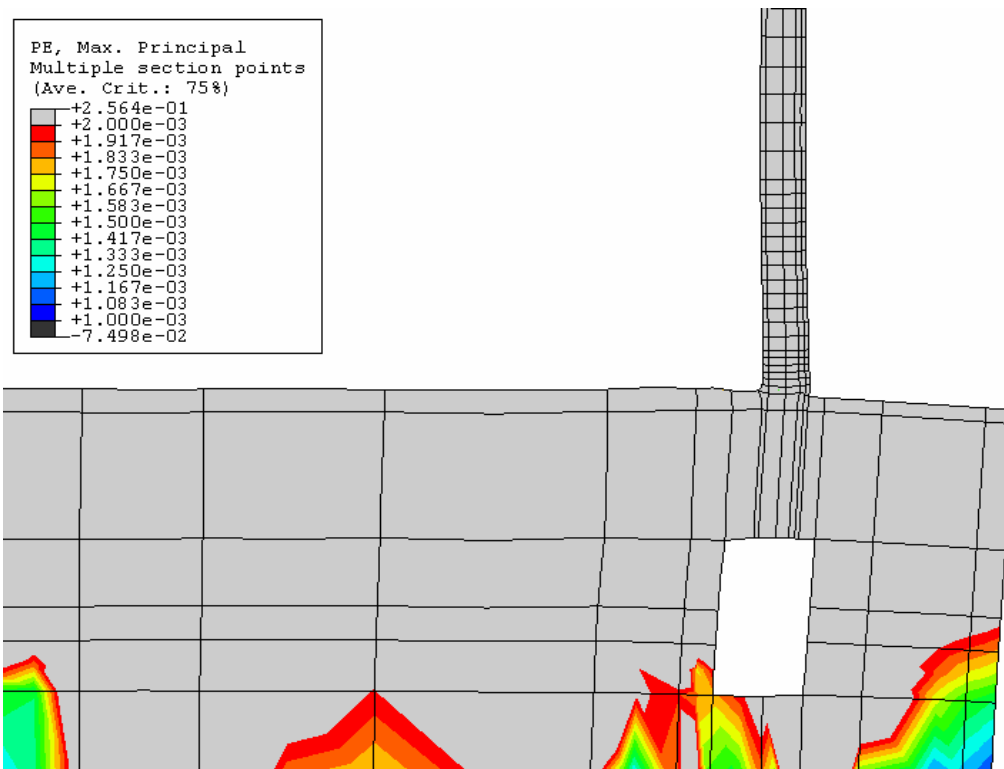 PE, Max. Principal
Multiple section points
(Ave. Crit.: 75%)
+2.564e-01
+2.000e-03
+1.917e-03
+1.833e-03
+1.750e-03
+1.667e-03
+1.583e-03
+1.500e-03
+1.417e-03
+1.333e-03
+1.250e-03
+1.167e-03
+1.083e-03
+1.000e-03
-7.498e-02